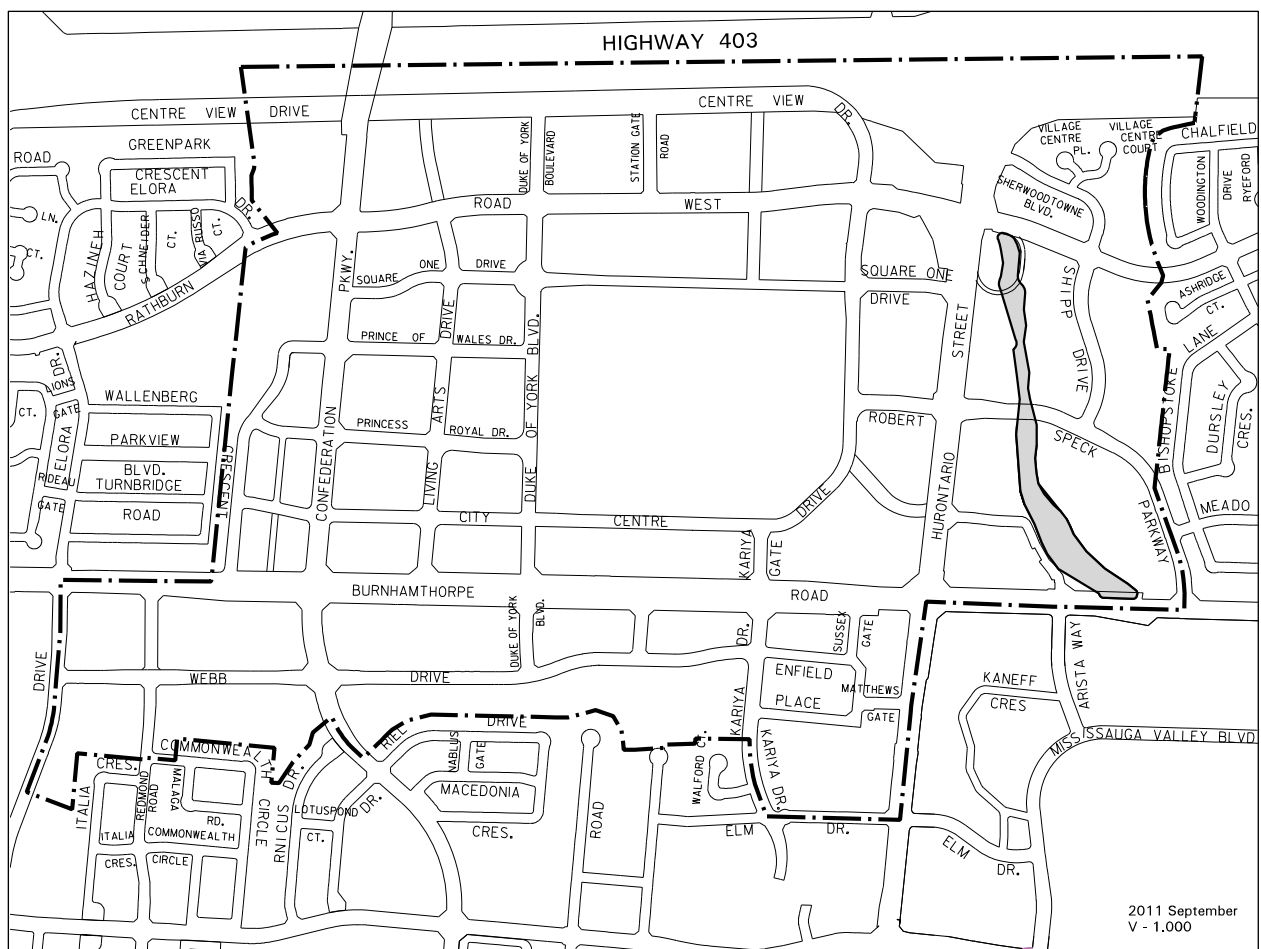 HIGHWAY 403
CENTRE VIEW DRIVE
CENTRE VIEW
DR.
GREENPARK
ROAD
CRESCENT
ELORA
DR.
LN.
CT.
HAZINEH
COURT
SCHNEIDER
CT.
VIA RUSSO
CT.
RATHBURN
ROAD
WEST
DUKE OF YORK
BOULEVARD
STATION GATE
ROAD
VILLAGE
CENTRE
PL.
VILLAGE
CENTRE
COURT
CHALFIELD
SHERWOODTOWNE
BLVD.
WOODINGTON
DRIVE
RYEFORD
PKWY.
SQUARE ONE DRIVE
SQUARE ONE
DRIVE
STREET
SHIPP
DRIVE
ASHRIDGE
CT.
LANE
PRINCE OF WALES DR.
DRIVE
DUKE OF YORK BLVD.
DR.
LIONS
GATE
CT.
ELORA
RIDEAU
GATE
WALLENBERG
PARKVIEW
BLVD.
TURNBRIDGE
ROAD
CRESCENT
CONFEDERATION
PRINCESS ROYAL DR.
LIVING
ARTS
ROBERT
SPECK
PARKWAY
BISHOPSTOKE
DURSLEY
CRES.
MEADO
HURONTARIO
CITY CENTRE
DRIVE
KARIYA
GATE
BURNHAMTHORPE
ROAD
DUKE OF YORK
BLVD.
DR.
KARIYA
SUSSEX
GATE
ENFIELD
PLACE
MATTHEWS
GATE
ARISTA WAY
KANEFF
CRES
MISSISSAUGA VALLEY BLVD.
DRIVE
WEBB
DRIVE
COMMONWEALTH
CIRCLE
CRES.
ITALIA
REDMOND
ROAD
MALAGA
RD.
ITALIA
CRES.
COMMONWEALTH
CIRCLE
DR.
LOTUSPOND
CT.
DR.
RIEL
DRIVE
NABLUS
GATE
MACEDONIA
CRES.
ROAD
WALFORD
CT.
KARIYA DR.
ELM
DR.
ELM
DR.
2011 September
V - 1.000